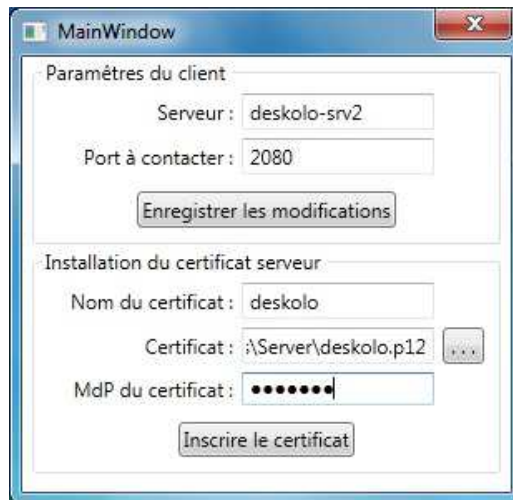 MainWindow
Paramêtres du client
Serveur : deskolo-srv2
Port à contacter : 2080
Enregistrer les modifications
Installation du certificat serveur
Nom du certificat : deskolo
Certificat : \Server\deskolo.p12 ...
MdP du certificat : •••••••
Inscrire le certificat